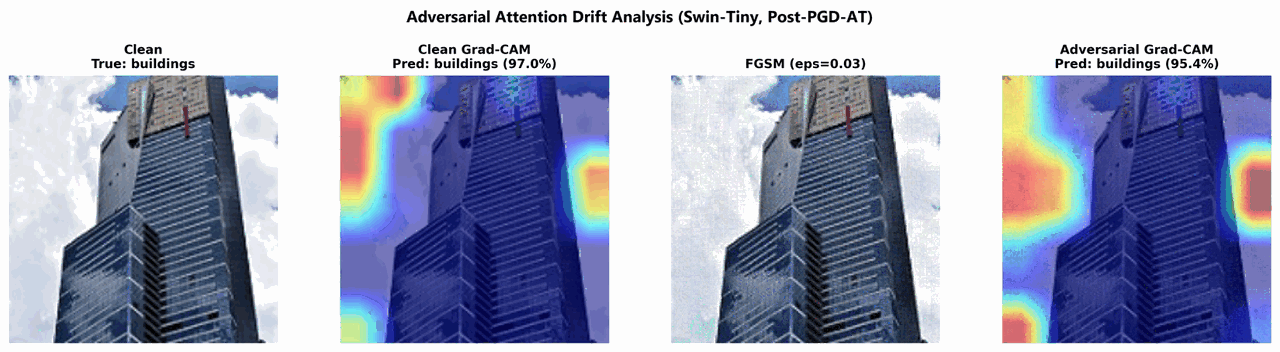 Adversarial Attention Drift Analysis (Swin-Tiny, Post-PGD-AT)
Clean
True: buildings
Clean Grad-CAM
Pred: buildings (97.0%)
FGSM (eps=0.03)
Adversarial Grad-CAM
Pred: buildings (95.4%)